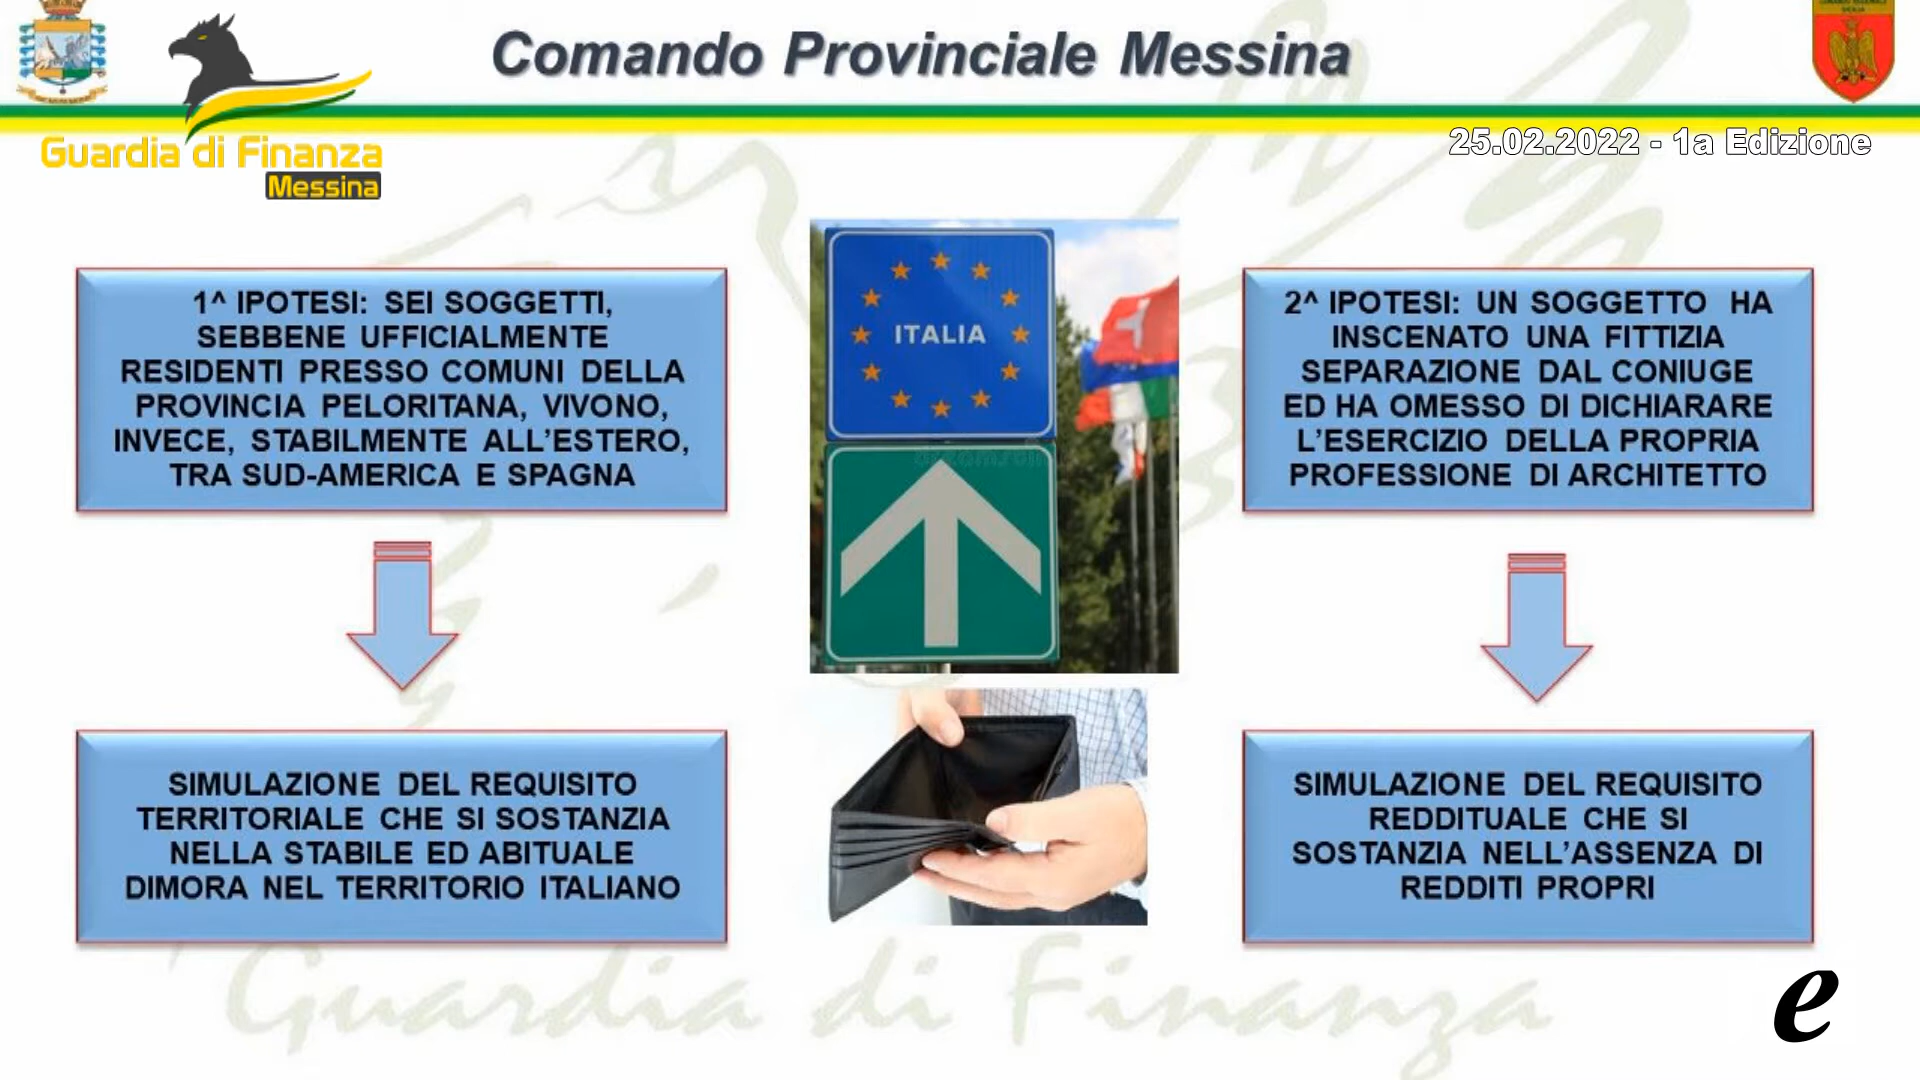 Comando Provinciale Messina
Guardia di Finanza
Messina
25.02.2022 - 1a Edizione
1^ IPOTESI: SEI SOGGETTI,
SEBBENE UFFICIALMENTE
RESIDENTI PRESSO COMUNI DELLA
PROVINCIA PELORITANA, VIVONO,
INVECE, STABILMENTE ALL'ESTERO,
TRA SUD-AMERICA E SPAGNA
ITALIA
2^ IPOTESI: UN SOGGETTO HA
INSCENATO UNA FITTIZIA
SEPARAZIONE DAL CONIUGE
ED HA OMESSO DI DICHIARARE
L'ESERCIZIO DELLA PROPRIA
PROFESSIONE DI ARCHITETTO
SIMULAZIONE DEL REQUISITO
TERRITORIALE CHE SI SOSTANZIA
NELLA STABILE ED ABITUALE
DIMORA NEL TERRITORIO ITALIANO
SIMULAZIONE DEL REQUISITO
REDDITUALE CHE SI
SOSTANZIA NELL'ASSENZA DI
REDDITI PROPRI
Guardia di Finanza
e